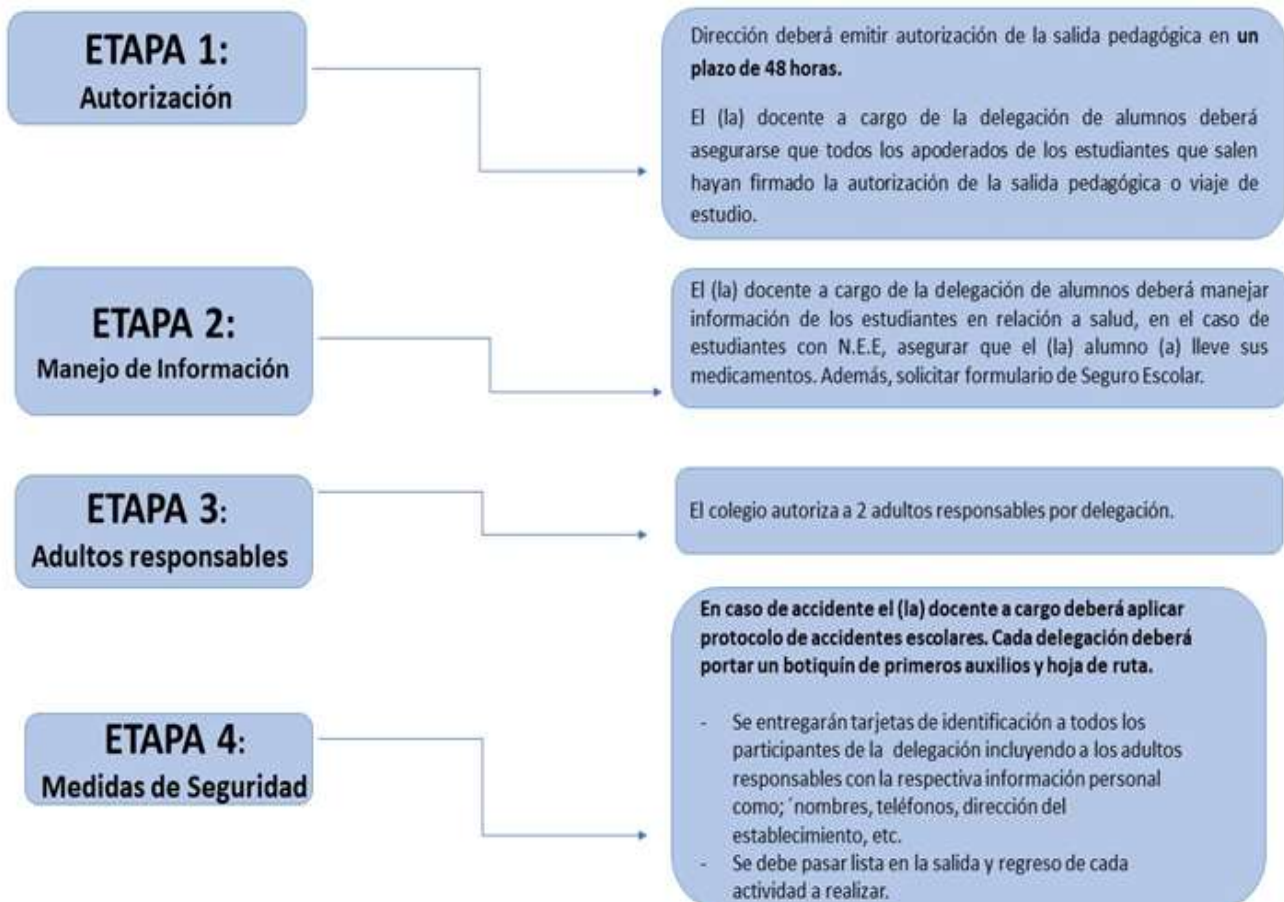 ETAPA 1:
Autorización
Dirección deberá emitir autorización de la salida pedagógica en un
plazo de 48 horas.
El (la) docente a cargo de la delegación de alumnos deberá
asegurarse que todos los apoderados de los estudiantes que salen
hayan firmado la autorización de la salida pedagógica o viaje de
estudio.
ETAPA 2:
Manejo de Información
El (la) docente a cargo de la delegación de alumnos deberá manejar
información de los estudiantes en relación a salud, en el caso de
estudiantes con N.E.E, asegurar que el (la) alumno (a) lleve sus
medicamentos. Además, solicitar formulario de Seguro Escolar.
ETAPA 3:
Adultos responsables
El colegio autoriza a 2 adultos responsables por delegación.
ETAPA 4:
Medidas de Seguridad
En caso de accidente el (la) docente a cargo deberá aplicar
protocolo de accidentes escolares. Cada delegación deberá
portar un botiquín de primeros auxilios y hoja de ruta.
- Se entregarán tarjetas de identificación a todos los
participantes de la delegación incluyendo a los adultos
responsables con la respectiva información personal
como; ´nombres, teléfonos, dirección del
establecimiento, etc.
- Se debe pasar lista en la salida y regreso de cada
actividad a realizar.